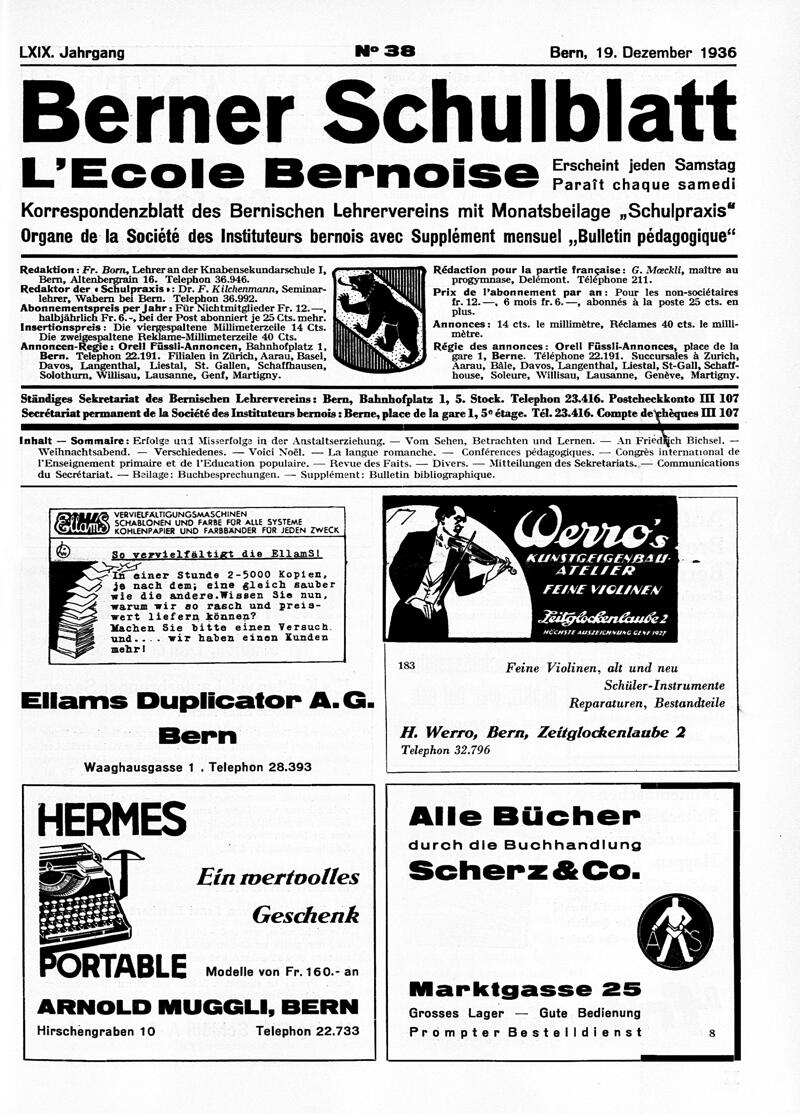 LXIX. Jahrgang
No 38
Bern, 19. Dezember 1936
Berner Schulblatt
L'Ecole Bernoise
Erscheint jeden Samstag
Paraît chaque samedi
Korrespondenzblatt des Bernischen Lehrervereins mit Monatsbeilage „Schulpraxis“
Organe de la Société des Instituteurs bernois avec Supplément mensuel „Bulletin pédagogique“
Redaktion: Fr. Born, Lehrer an der Knabensekundarschule I,
Bern, Altenbergrain 16. Telephon 36.946.
Redaktor der «Schulpraxis»: Dr. F. Kilchenmann, Seminar-
lehrer, Wabern bei Bern. Telephon 36.992.
Abonnementspreis per Jahr: Für Nichtmitglieder Fr. 12.—,
halbjährlich Fr. 6.-, bei der Post abonniert je 25 Cts. mehr.
Insertionspreis: Die viergespaltene Millimeterzeile 14 Cts.
Die zweigespaltene Reklame-Millimeterzeile 40 Cts.
Annoncen-Regie: Orell Füssli-Annoncen, Bahnhofplatz 1,
Bern. Telephon 22.191. Filialen in Zürich, Aarau, Basel,
Davos, Langenthal, Liestal, St. Gallen, Schaffhausen,
Solothurn, Willisau, Lausanne, Genf, Martigny.
Rédaction pour la partie française: G. Mœckli, maître au
progymnase, Delémont. Téléphone 211.
Prix de l'abonnement par an: Pour les non-sociétaires
fr. 12.—, 6 mois fr. 6.—, abonnés à la poste 25 cts. en
plus.
Annonces: 14 cts. le millimètre, Réclames 40 cts. le milli-
mètre.
Régie des annonces: Orell Füssli-Annonces, place de la
gare 1, Berne. Téléphone 22.191. Succursales à Zurich,
Aarau, Bâle, Davos, Langenthal, Liestal, St-Gall, Schaff-
house, Soleure, Willisau, Lausanne, Genève, Martigny.
Ständiges Sekretariat des Bernischen Lehrervereins: Bern, Bahnhofplatz 1, 5. Stock. Telephon 23.416. Postcheckkonto III 107
Secrétariat permanent de la Société des Instituteurs bernois: Berne, place de la gare 1, 5e étage. Tél. 23.416. Compte de chèques III 107
Inhalt — Sommaire: Erfolge und Misserfolge in der Anstaltserziehung. — Vom Sehen, Betrachten und Lernen. — An Friedrich Bichsel. —
Weihnachtsabend. — Verschiedenes. — Voici Noël. — La langue romanche. — Conférences pédagogiques. — Congrès international de
l'Enseignement primaire et de l'Education populaire. — Revue des Faits. — Divers. — Mitteilungen des Sekretariats. — Communications
du Secrétariat. — Beilage: Buchbesprechungen. — Supplément: Bulletin bibliographique.
Ellams
VERVIELFÄLTIGUNGSMASCHINEN
SCHABLONEN UND FARBE FÜR ALLE SYSTEME
KOHLENPAPIER UND FARBBÄNDER FÜR JEDEN ZWECK
So vervielfältigt die EllamS!
In einer Stunde 2-5000 Kopien,
je nach dem; eine gleich sauber
wie die andere.Wissen Sie nun,
warum wir so rasch und preis-
wert liefern können?
Machen Sie bitte einen Versuch
und.... wir haben einen Kunden
mehr!
Ellams Duplicator A.G.
Bern
Waaghausgasse 1 . Telephon 28.393
Werro's
KUNSTGEIGENBAU-
ATELIER
FEINE VIOLINEN
Zeitglockenlaube 2
HÖCHSTE AUSZEICHNUNG GENF 1927
183
Feine Violinen, alt und neu
Schüler-Instrumente
Reparaturen, Bestandteile
H. Werro, Bern, Zeitglockenlaube 2
Telephon 32.796
HERMES
Ein wertvolles
Geschenk
PORTABLE
Modelle von Fr. 160.- an
ARNOLD MUGGLI, BERN
Hirschengraben 10
Telephon 22.733
Alle Bücher
durch die Buchhandlung
Scherz & Co.
A S
Marktgasse 25
Grosses Lager — Gute Bedienung
Prompter Bestelldienst
8